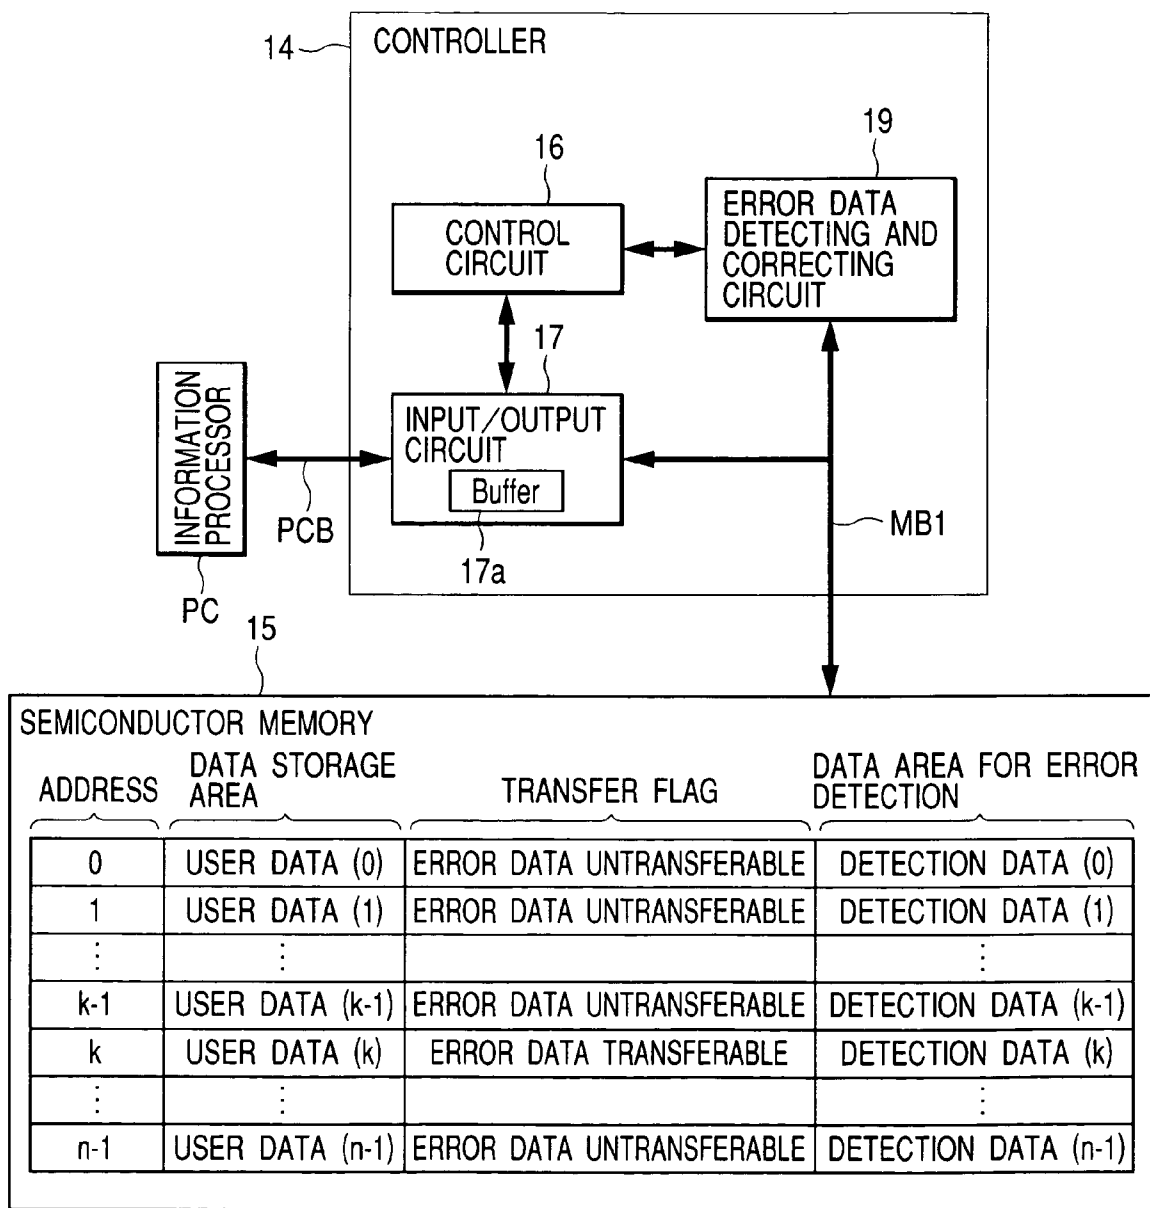 14
CONTROLLER
19
16
ERROR DATA
DETECTING AND
CORRECTING
CIRCUIT
CONTROL
CIRCUIT
17
INPUT/OUTPUT
CIRCUIT
Buffer
INFORMATION
PROCESSOR
PCB
17a
MB1
PC
15
SEMICONDUCTOR MEMORY
ADDRESS
DATA STORAGE
AREA
TRANSFER FLAG
DATA AREA FOR ERROR
DETECTION
0 USER DATA (0) ERROR DATA UNTRANSFERABLE DETECTION DATA (0)
1 USER DATA (1) ERROR DATA UNTRANSFERABLE DETECTION DATA (1)
⋮ ⋮ ⋮
k-1 USER DATA (k-1) ERROR DATA UNTRANSFERABLE DETECTION DATA (k-1)
k USER DATA (k) ERROR DATA TRANSFERABLE DETECTION DATA (k)
⋮ ⋮ ⋮
n-1 USER DATA (n-1) ERROR DATA UNTRANSFERABLE DETECTION DATA (n-1)